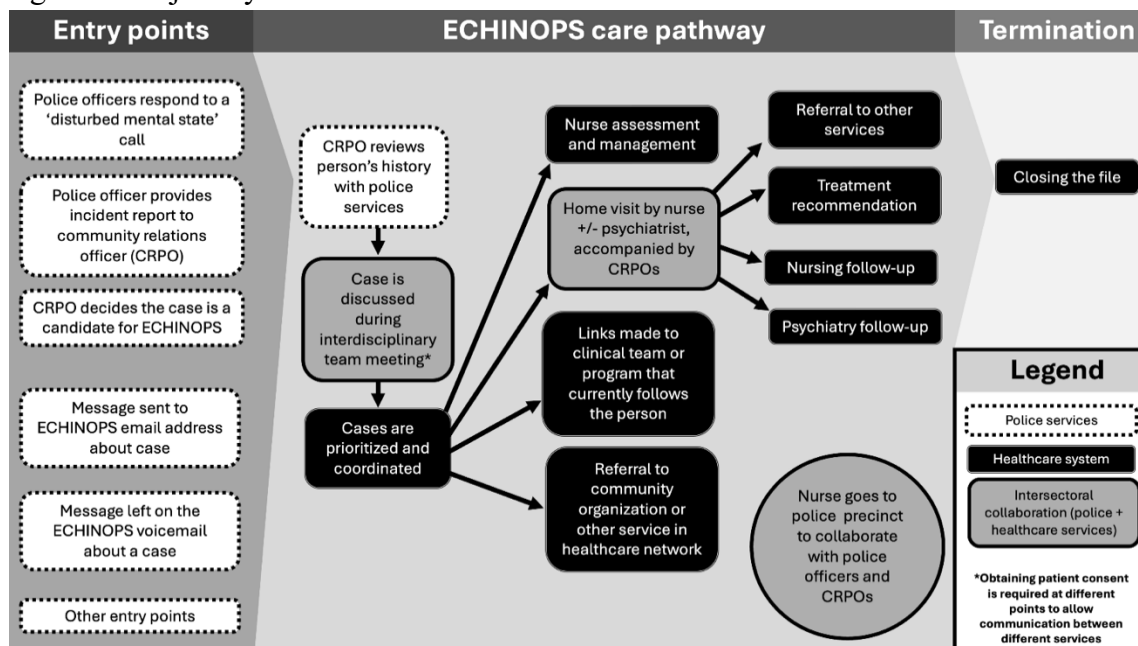 Entry points
ECHINOPS care pathway
Termination
Police officers respond to a
'disturbed mental state'
call
Police officer provides
incident report to
community relations
officer (CRPO)
CRPO decides the case is a
candidate for ECHINOPS
Message sent to
ECHINOPS email address
about case
Message left on the
ECHINOPS voicemail
about a case
Other entry points
CRPO reviews
person's history
with police
services
Case is
discussed
during
interdisciplinary
team meeting*
Cases are
prioritized and
coordinated
Nurse assessment
and management
Home visit by nurse
+/- psychiatrist,
accompanied by
CRPOs
Links made to
clinical team or
program that
currently follows
the person
Referral to
community
organization or
other service in
healthcare network
Referral to other
services
Treatment
recommendation
Nursing follow-up
Psychiatry follow-up
Nurse goes to
police precinct
to collaborate
with police
officers and
CRPOs
Closing the file
Legend
Police services
Healthcare system
Intersectoral
collaboration (police +
healthcare services)
*Obtaining patient consent
is required at different
points to allow
communication between
different services